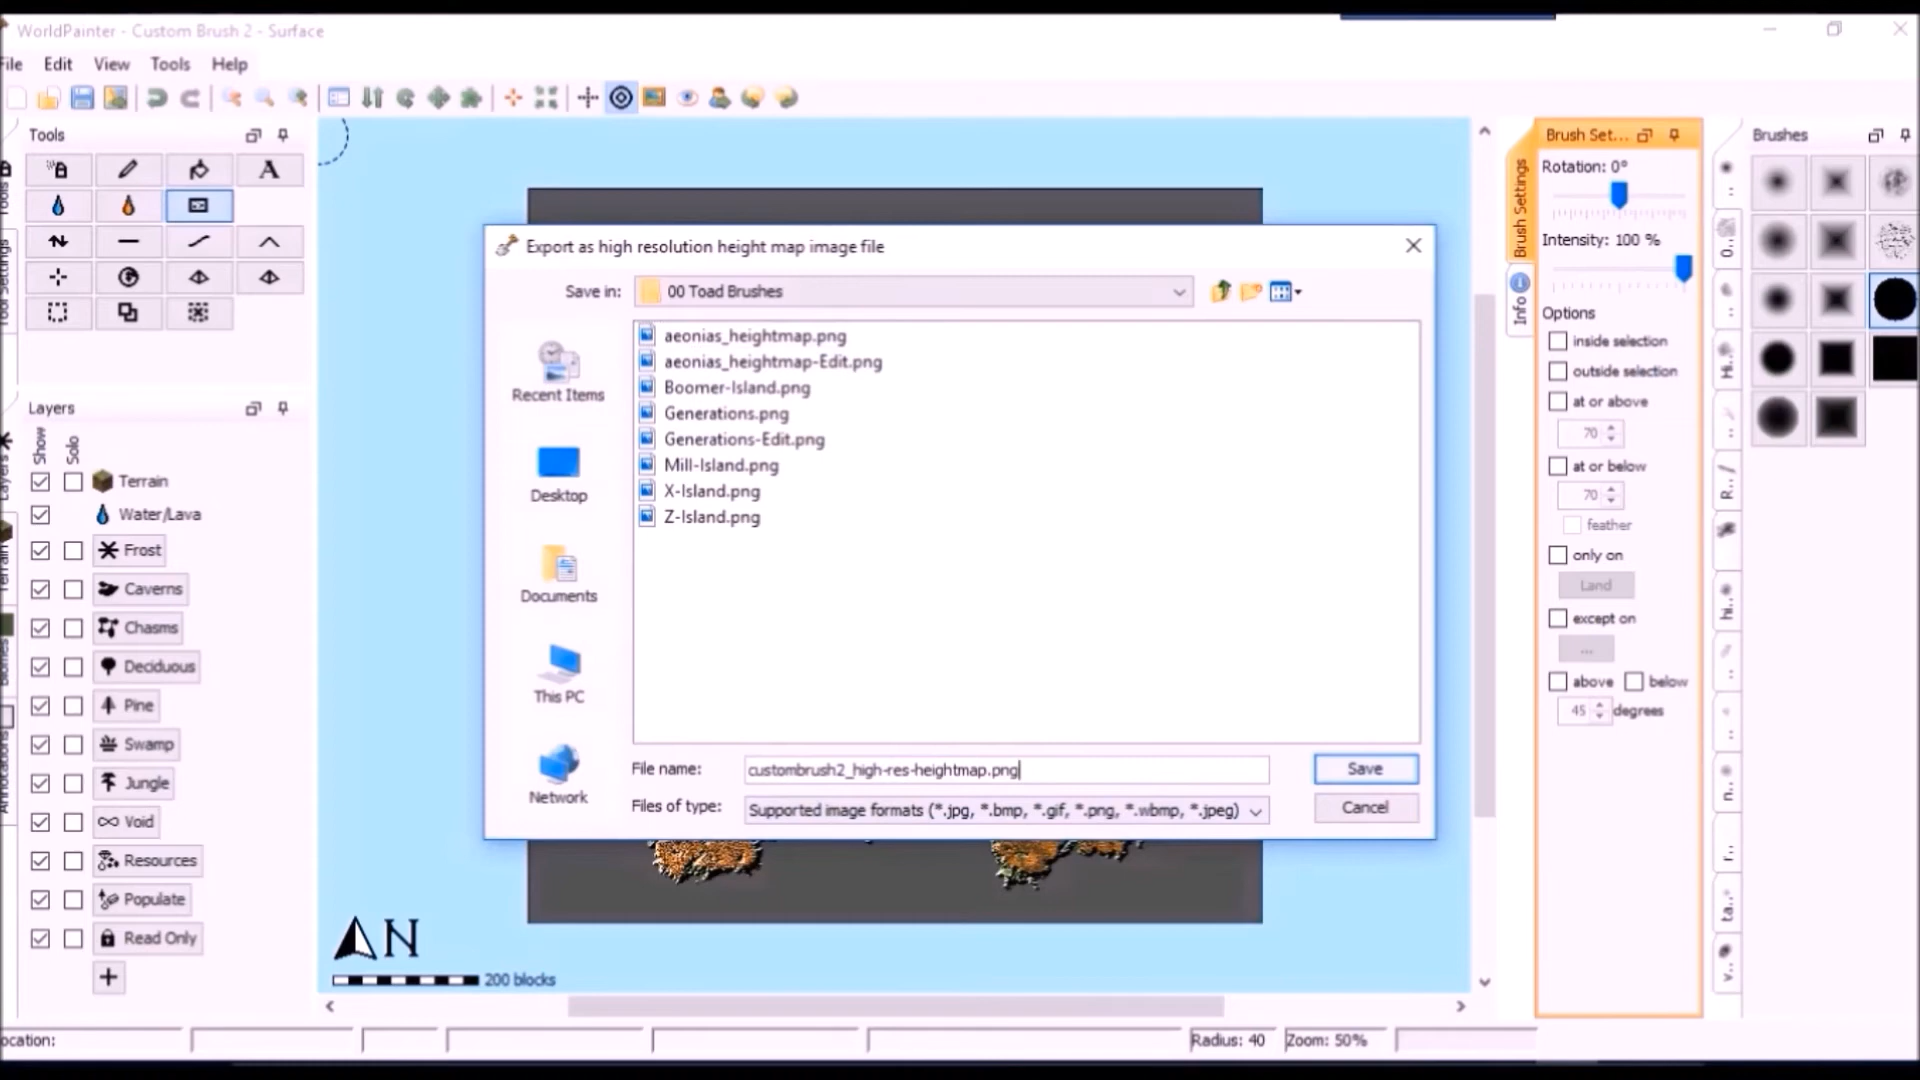 WorldPainter - Custom Brush 2 - Surface
File Edit View Tools Help
Tools
Layers
Show
Solo
Terrain
Water/Lava
Frost
Caverns
Chasms
Deciduous
Pine
Swamp
Jungle
Void
Resources
Populate
Read Only
Export as high resolution height map image file
Save in: 00 Toad Brushes
Recent Items
Desktop
Documents
This PC
Network
aeonias_heightmap.png
aeonias_heightmap-Edit.png
Boomer-Island.png
Generations.png
Generations-Edit.png
Mill-Island.png
X-Island.png
Z-Island.png
File name: custombrush2_high-res-heightmap.png
Save
Files of type: Supported image formats (*.jpg, *.bmp, *.gif, *.png, *.wbmp, *.jpeg)
Cancel
N
200 blocks
Brush Settings
Info
Brush Set...
Rotation: 0°
Intensity: 100 %
Options
inside selection
outside selection
at or above
70
at or below
70
feather
only on
Land
except on
...
above below
45 degrees
Brushes
0...
Hi...
R...
hi...
n...
r...
ta...
v...
ocation:
Radius: 40
Zoom: 50%